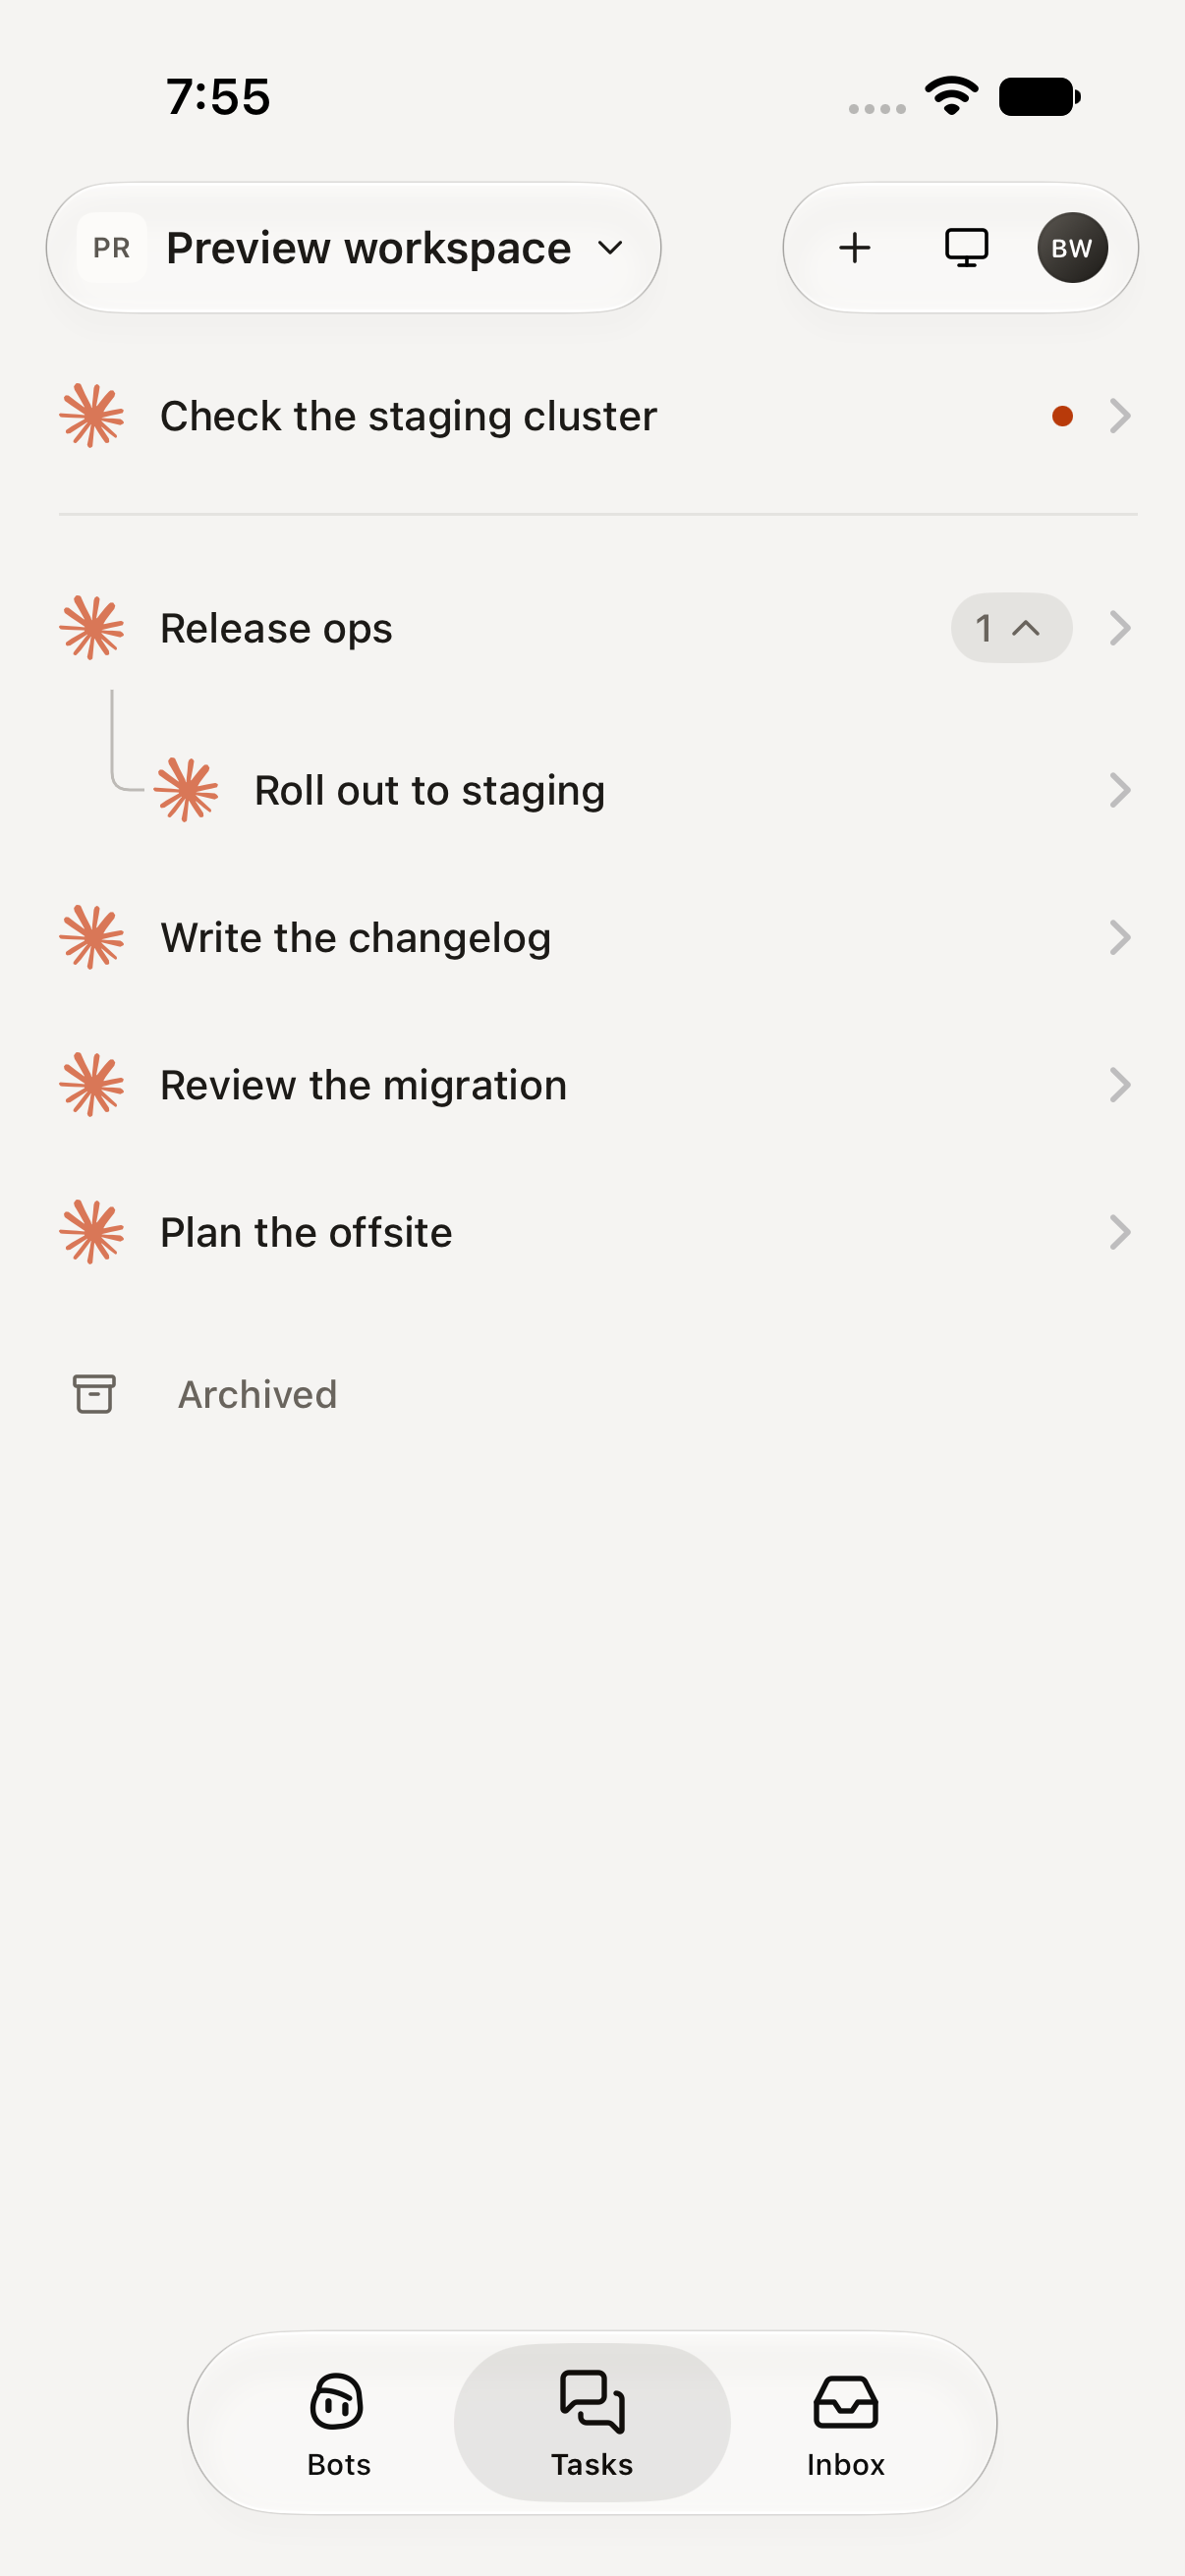 7:55
PR Preview workspace BW
Check the staging cluster
Release ops 1
Roll out to staging
Write the changelog
Review the migration
Plan the offsite
Archived
Bots Tasks Inbox